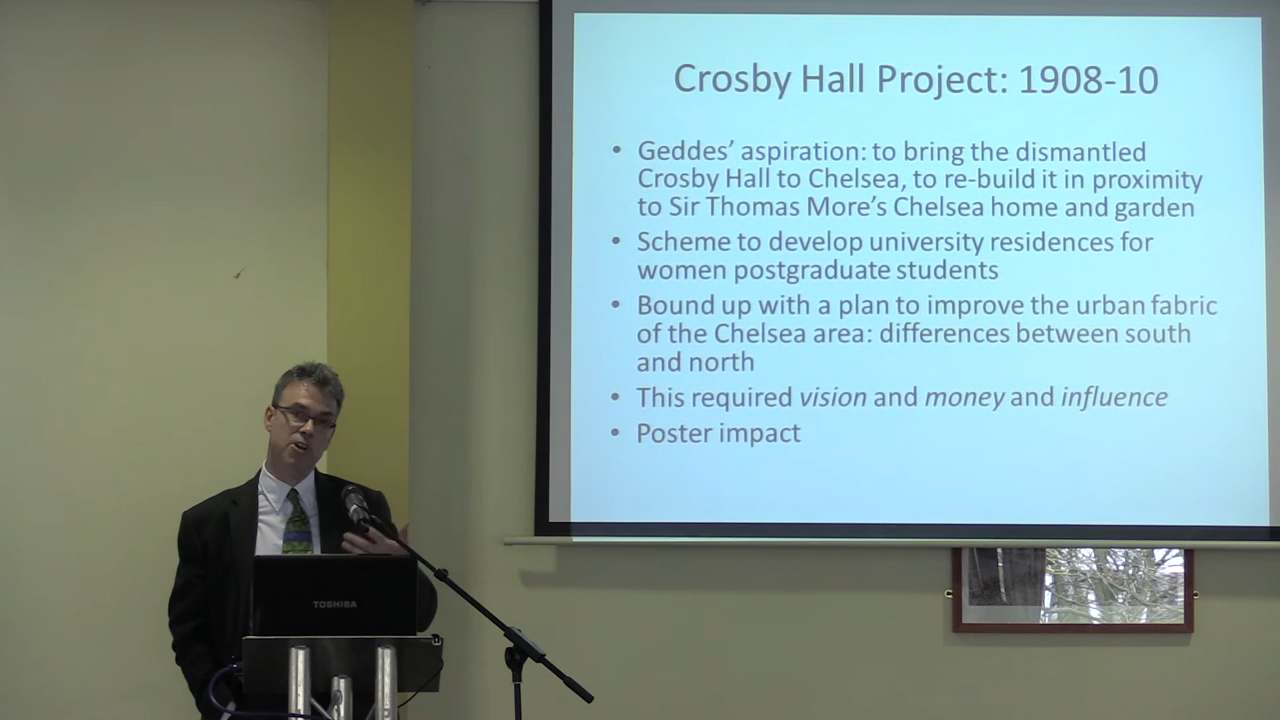 Crosby Hall Project: 1908-10
• Geddes’ aspiration: to bring the dismantled
Crosby Hall to Chelsea, to re-build it in proximity
to Sir Thomas More’s Chelsea home and garden
• Scheme to develop university residences for
women postgraduate students
• Bound up with a plan to improve the urban fabric
of the Chelsea area: differences between south
and north
• This required vision and money and influence
• Poster impact
TOSHIBA